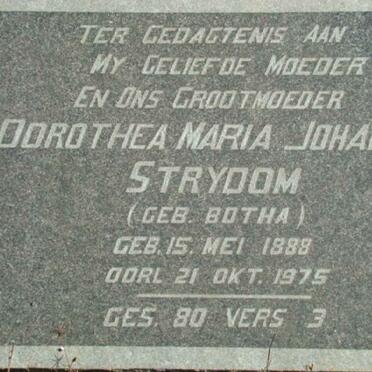 TER GEDAGTENIS AAN
MY GELIEFDE MOEDER
EN ONS GROOTMOEDER
DOROTHEA MARIA JOHA
STRYDOM
(GEB. BOTHA)
GEB. 15. MEI 1888
OORL 21 OKT. 1975
GES. 80 VERS 3